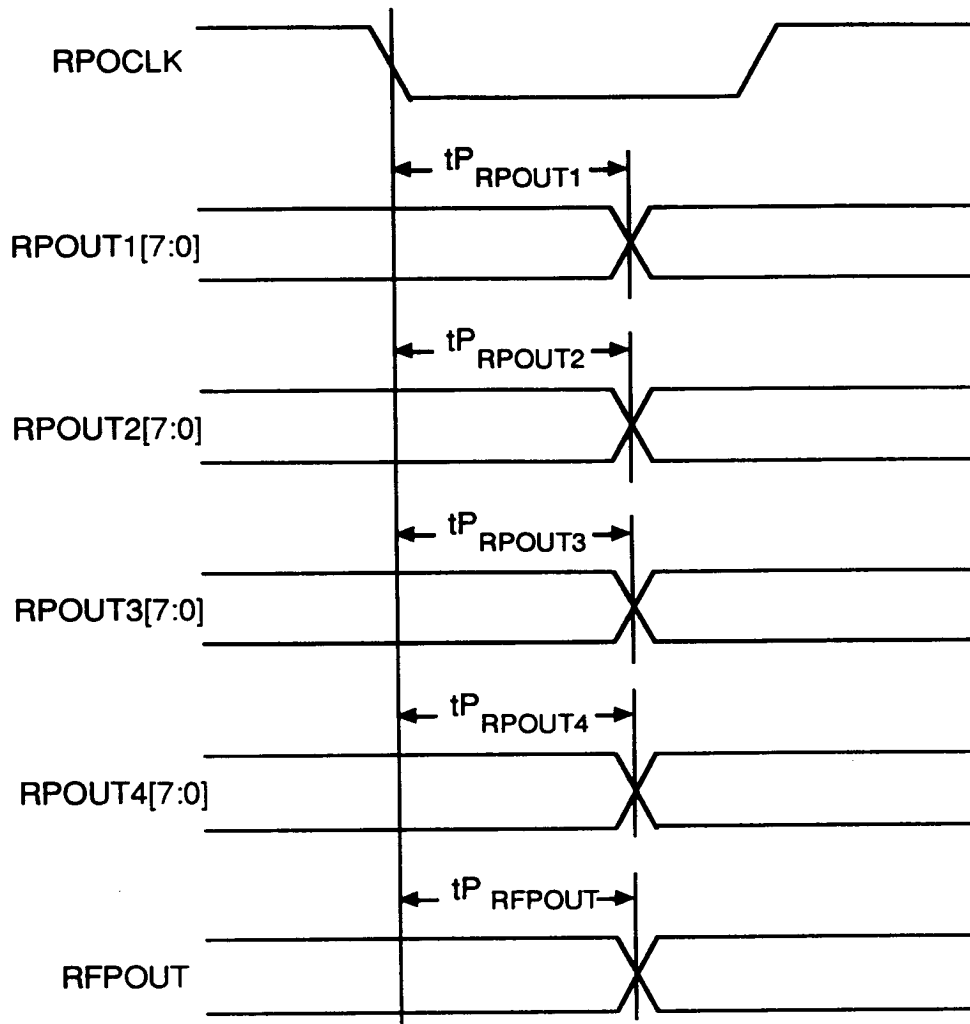 RPOCLK
tP RPOUT1
RPOUT1[7:0]
tP RPOUT2
RPOUT2[7:0]
tP RPOUT3
RPOUT3[7:0]
tP RPOUT4
RPOUT4[7:0]
tP RFPOUT
RFPOUT